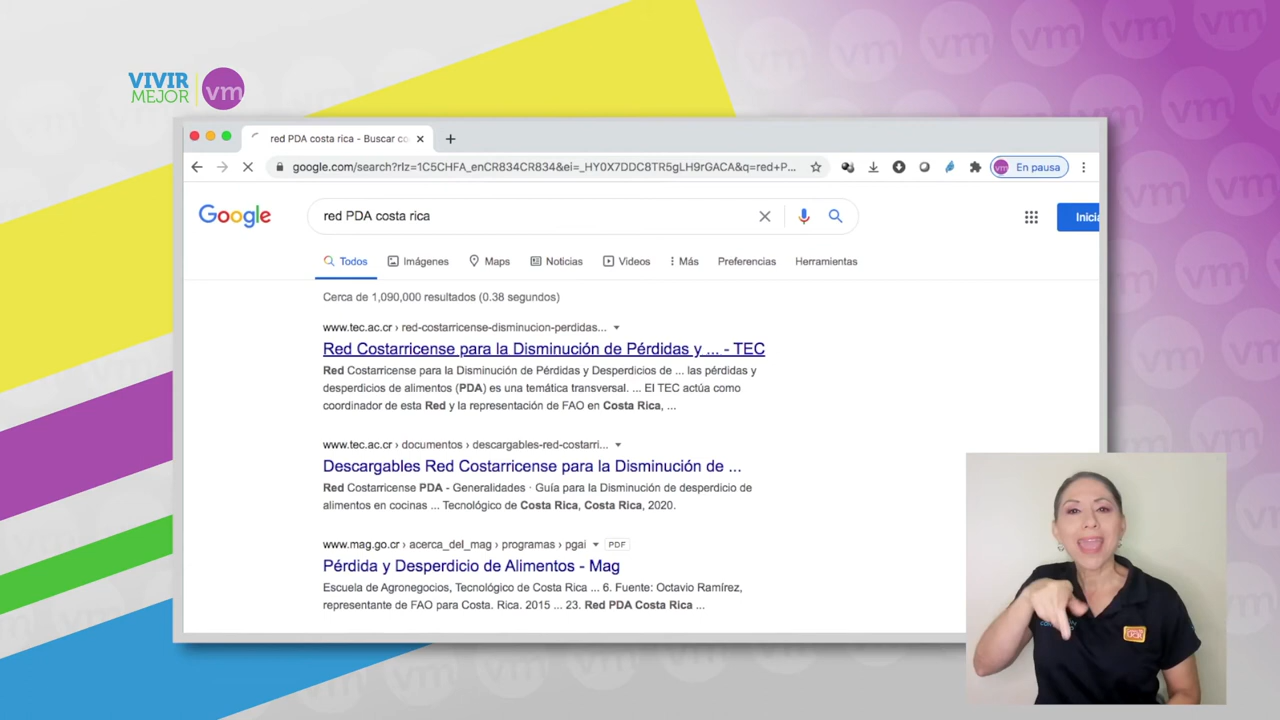 VIVIR
MEJOR
vm
red PDA costa rica - Buscar co
google.com/search?rlz=1C5CHFA_enCR834CR834&ei=_HY0X7DDC8TR5gLH9rGACA&q=red+P...
vm
En pausa
Google
red PDA costa rica
Inicia
Todos
Imágenes
Maps
Noticias
Videos
Más
Preferencias
Herramientas
Cerca de 1,090,000 resultados (0.38 segundos)
www.tec.ac.cr › red-costarricense-disminucion-perdidas...
Red Costarricense para la Disminución de Pérdidas y ... - TEC
Red Costarricense para la Disminución de Pérdidas y Desperdicios de ... las pérdidas y
desperdicios de alimentos (PDA) es una temática transversal. ... El TEC actúa como
coordinador de esta Red y la representación de FAO en Costa Rica, ...
www.tec.ac.cr › documentos › descargables-red-costarri...
Descargables Red Costarricense para la Disminución de ...
Red Costarricense PDA - Generalidades · Guía para la Disminución de desperdicio de
alimentos en cocinas ... Tecnológico de Costa Rica, Costa Rica, 2020.
www.mag.go.cr › acerca_del_mag › programas › pgai
PDF
Pérdida y Desperdicio de Alimentos - Mag
Escuela de Agronegocios, Tecnológico de Costa Rica ... 6. Fuente: Octavio Ramírez,
representante de FAO para Costa. Rica. 2015 ... 23. Red PDA Costa Rica ...